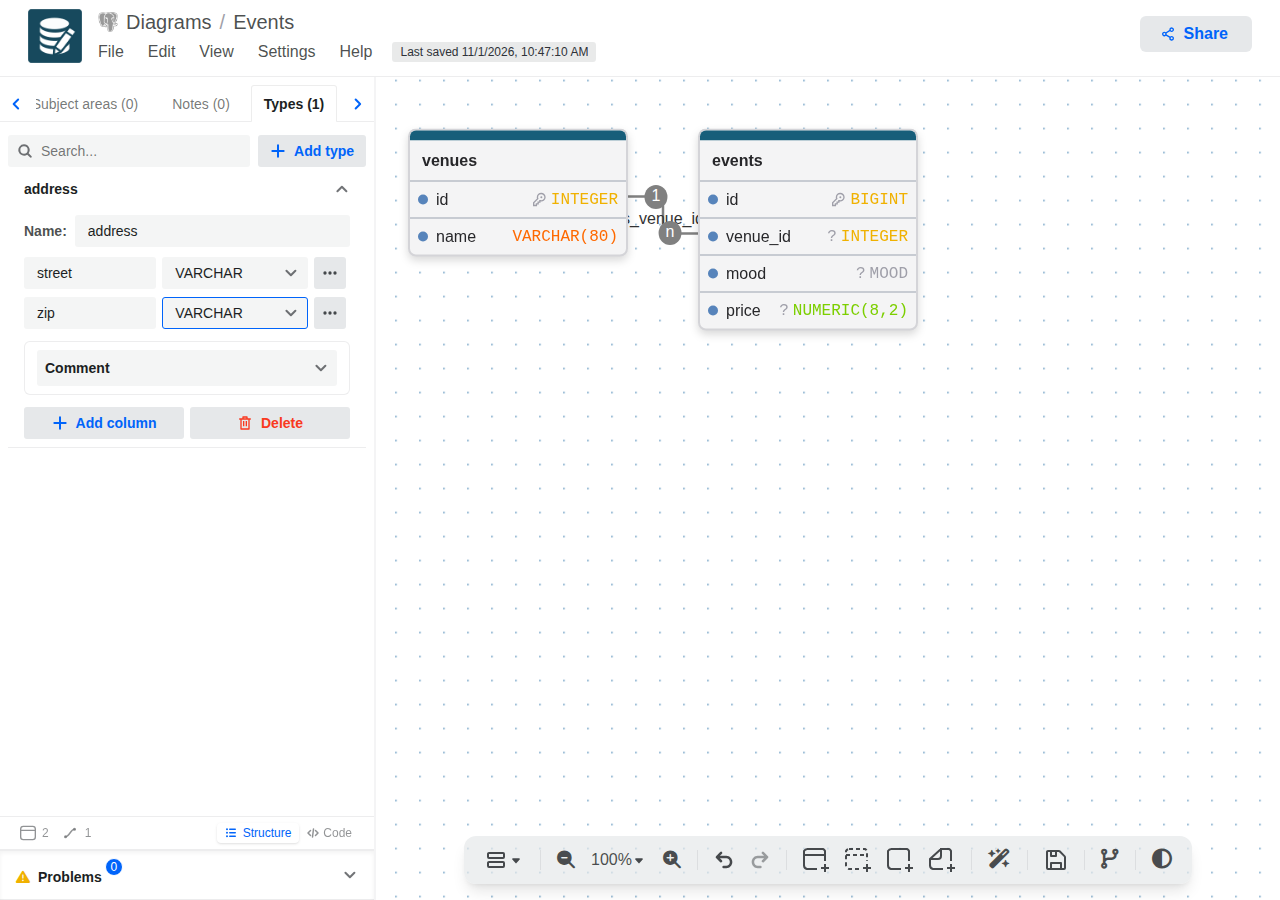 Diagrams / Events
File Edit View Settings Help Last saved 11/1/2026, 10:47:10 AM
Share
Subject areas (0) Notes (0) Types (1)
Search... Add type
address
Name: address
street VARCHAR
zip VARCHAR
Comment
Add column Delete
venues
id INTEGER
name VARCHAR(80)
1
s_venue_id
n
events
id BIGINT
venue_id ? INTEGER
mood ? MOOD
price ? NUMERIC(8,2)
2 1 Structure Code
Problems 0
100%